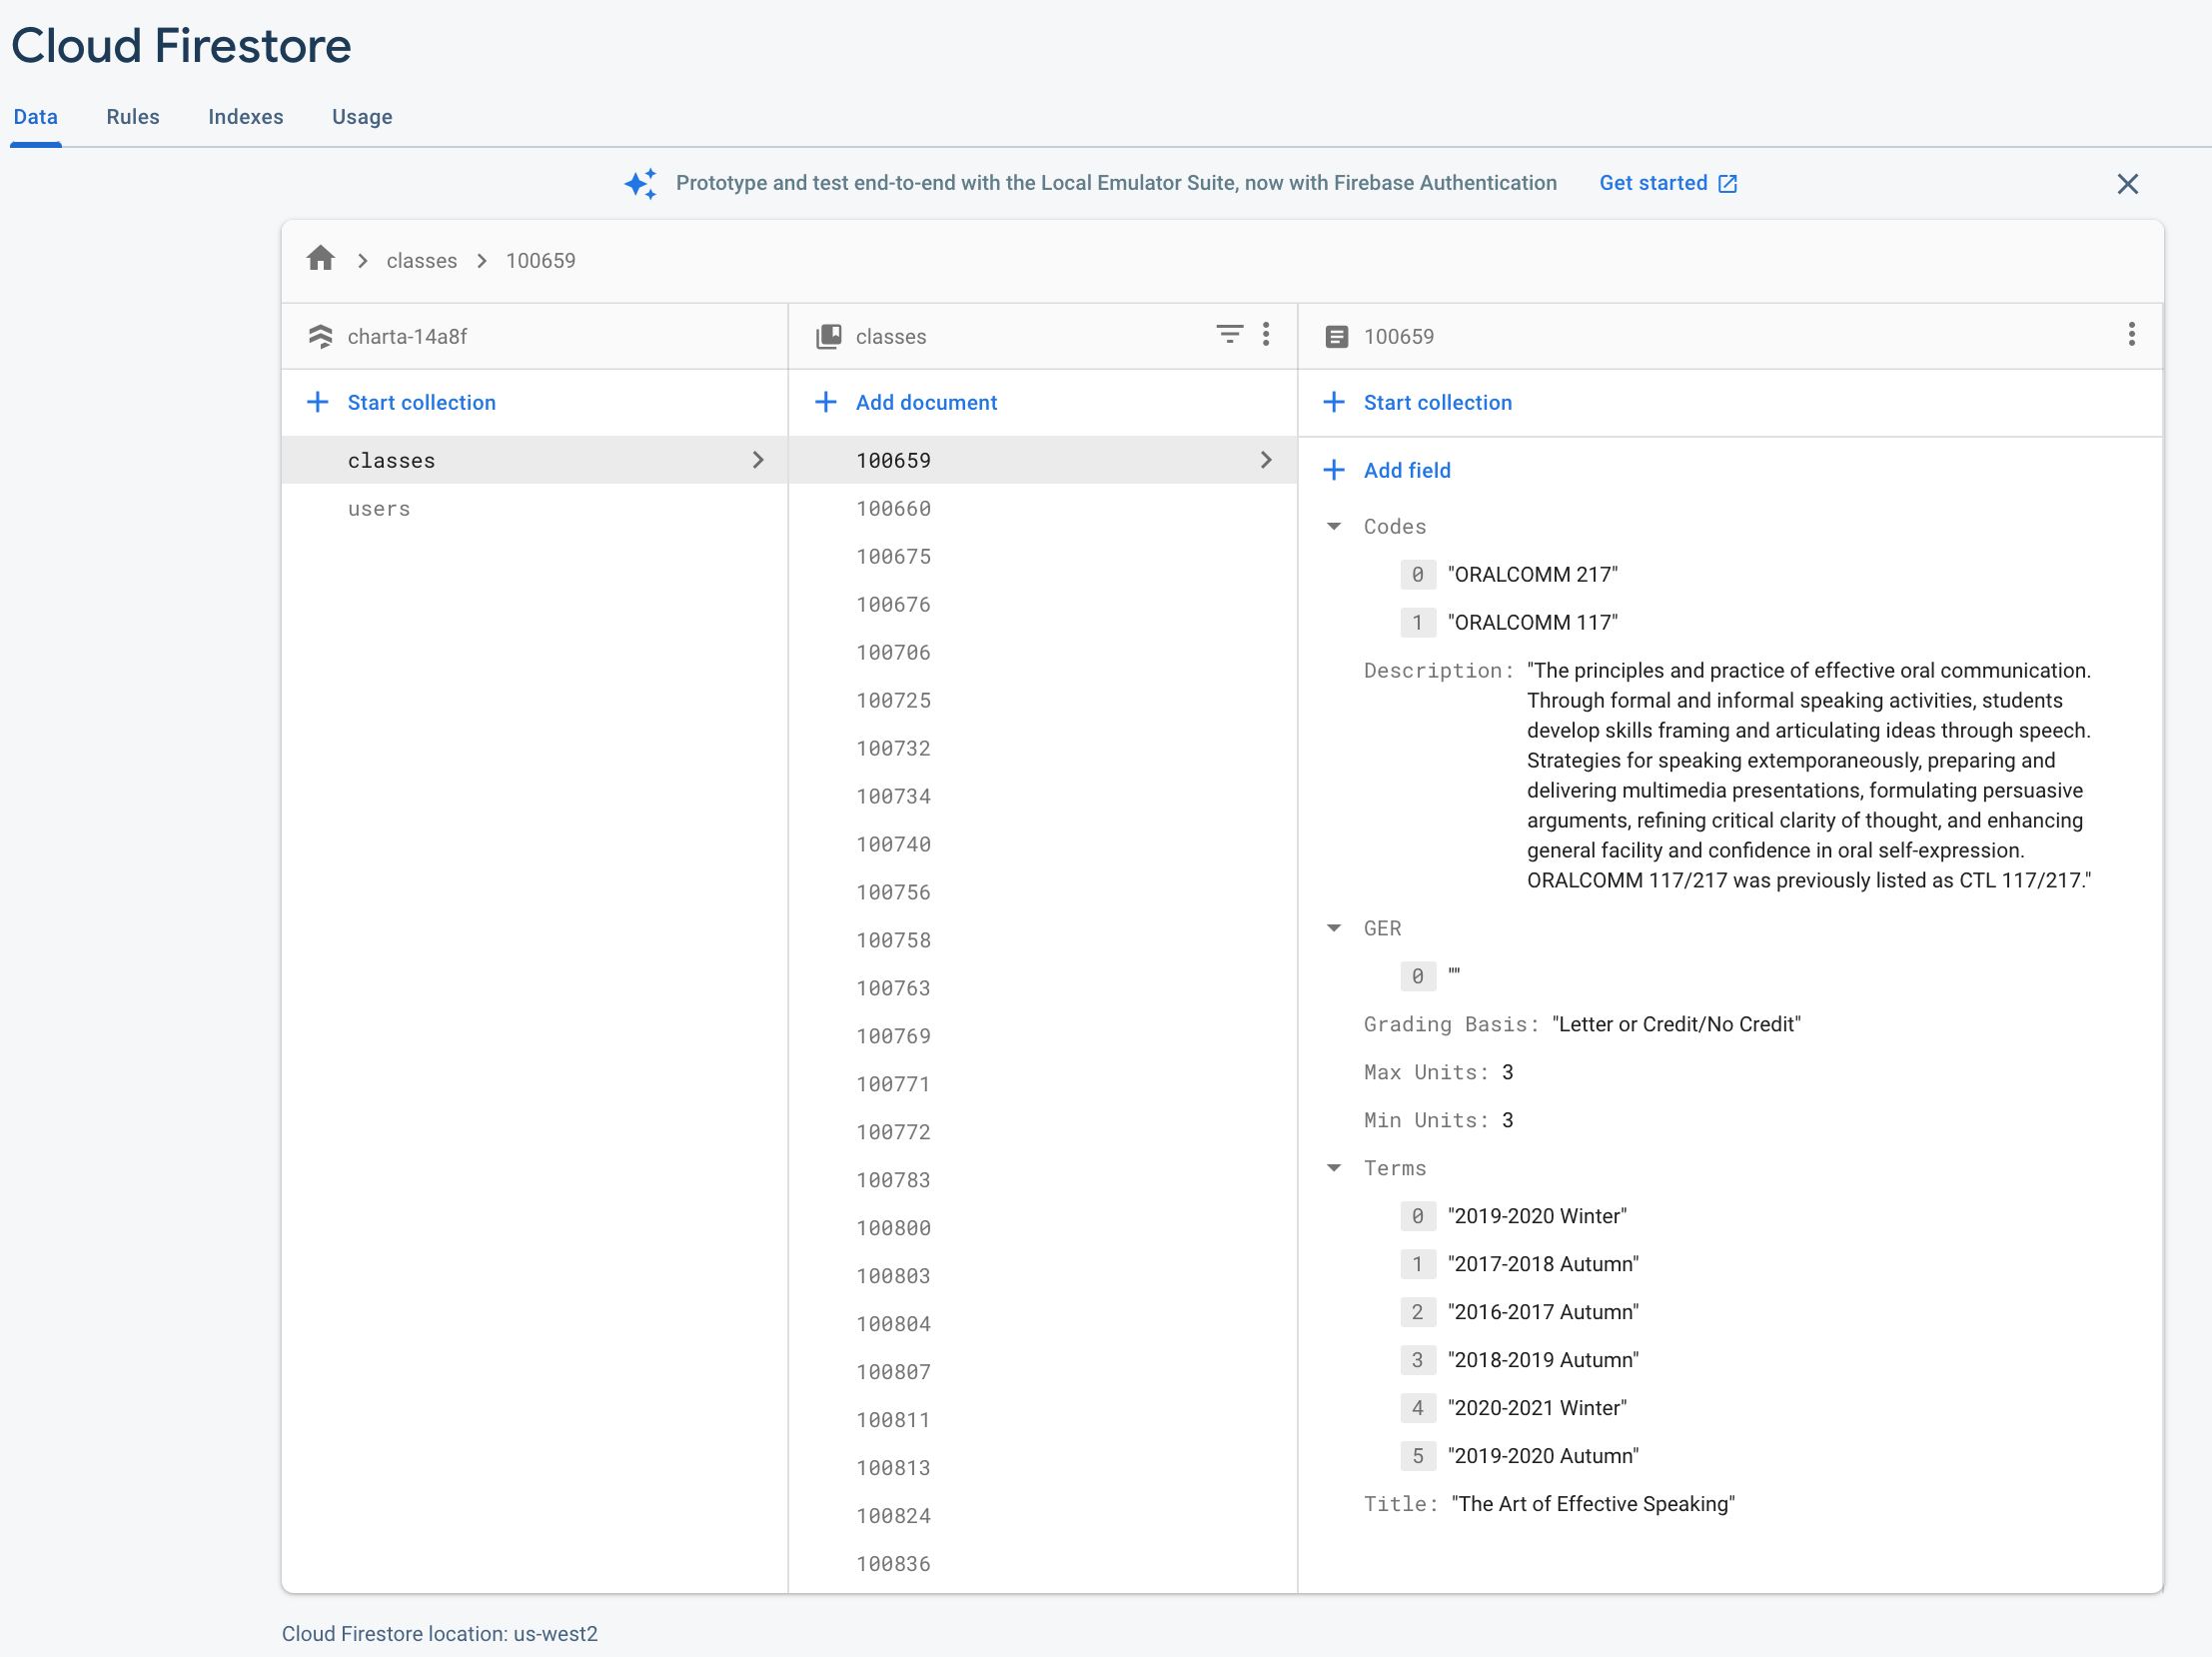 Cloud Firestore
Data Rules Indexes Usage
Prototype and test end-to-end with the Local Emulator Suite, now with Firebase Authentication Get started
classes 100659
charta-14a8f
Start collection
classes
users
classes
Add document
100659
100660
100675
100676
100706
100725
100732
100734
100740
100756
100758
100763
100769
100771
100772
100783
100800
100803
100804
100807
100811
100813
100824
100836
100659
Start collection
Add field
Codes
0 "ORALCOMM 217"
1 "ORALCOMM 117"
Description: "The principles and practice of effective oral communication.
Through formal and informal speaking activities, students
develop skills framing and articulating ideas through speech.
Strategies for speaking extemporaneously, preparing and
delivering multimedia presentations, formulating persuasive
arguments, refining critical clarity of thought, and enhancing
general facility and confidence in oral self-expression.
ORALCOMM 117/217 was previously listed as CTL 117/217."
GER
0 ""
Grading Basis: "Letter or Credit/No Credit"
Max Units: 3
Min Units: 3
Terms
0 "2019-2020 Winter"
1 "2017-2018 Autumn"
2 "2016-2017 Autumn"
3 "2018-2019 Autumn"
4 "2020-2021 Winter"
5 "2019-2020 Autumn"
Title: "The Art of Effective Speaking"
Cloud Firestore location: us-west2